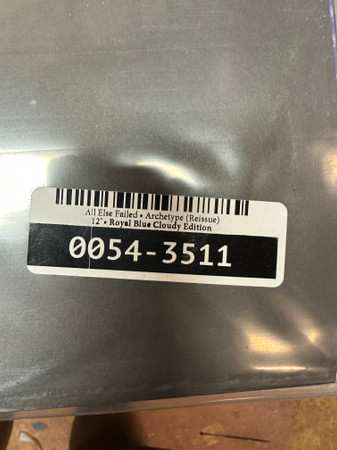 All Else Failed • Archetype (Reissue)
12" • Royal Blue Cloudy Edition
0054-3511